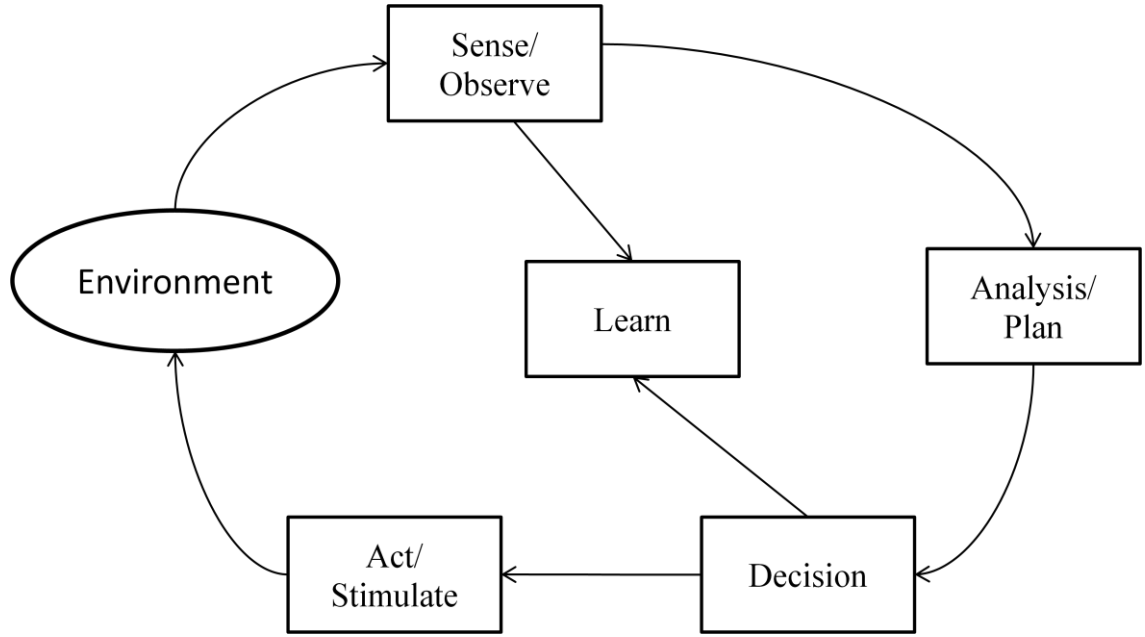 Sense/
Observe
Environment
Learn
Analysis/
Plan
Act/
Stimulate
Decision